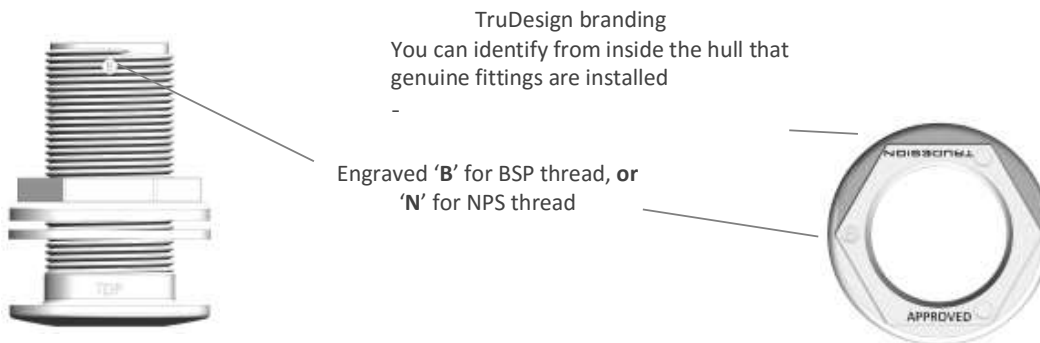 TruDesign branding
You can identify from inside the hull that
genuine fittings are installed
-
Engraved ‘B’ for BSP thread, or
‘N’ for NPS thread
B
TDP
TRUDESIGN
APPROVED